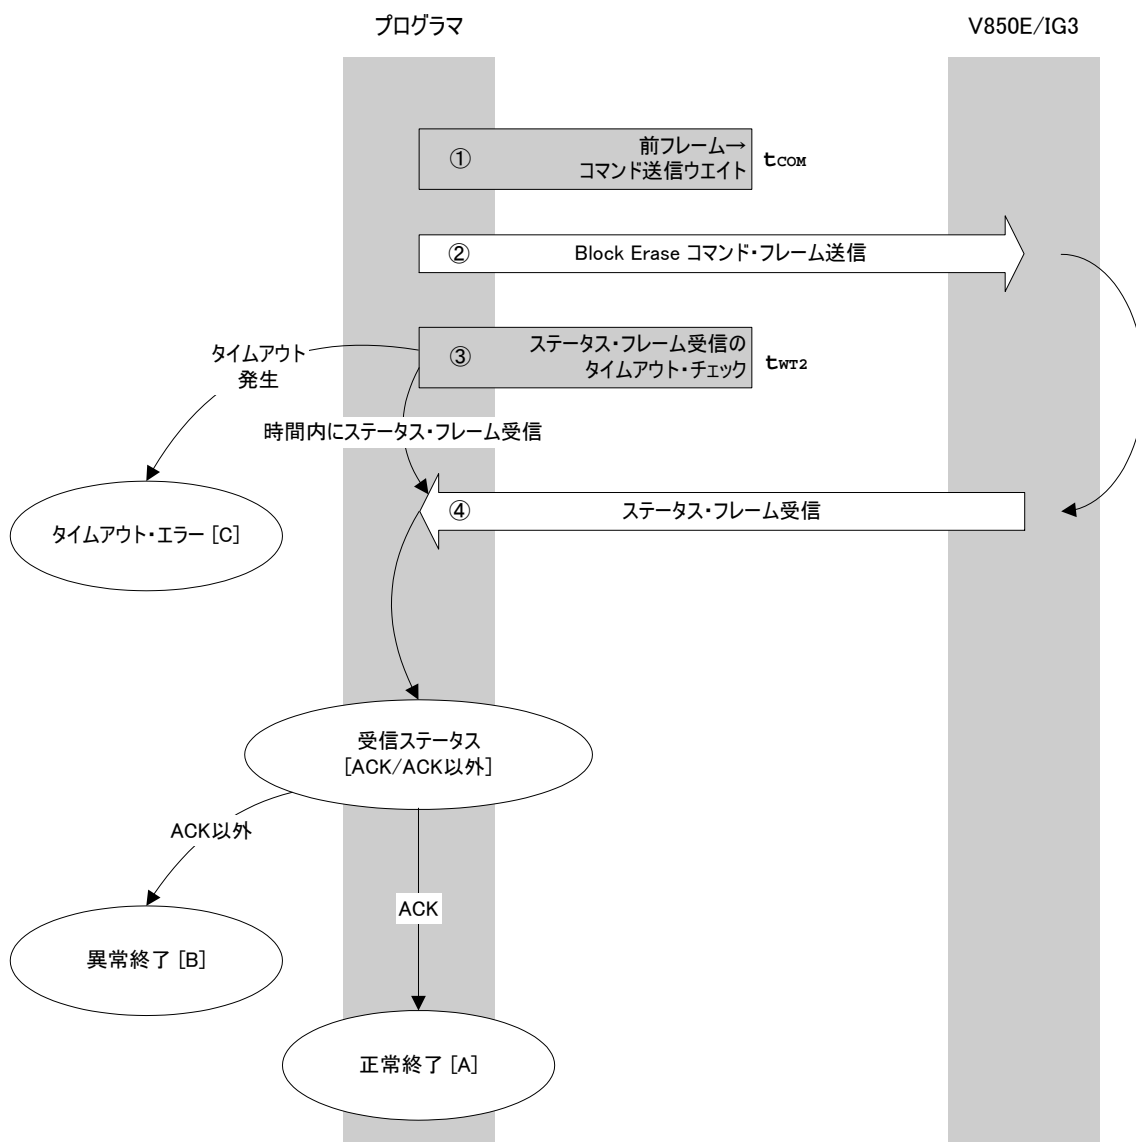 プログラマ
V850E/IG3
① 前フレーム→
コマンド送信ウエイト
tCOM
② Block Erase コマンド・フレーム送信
③ ステータス・フレーム受信の
タイムアウト・チェック
tWT2
タイムアウト
発生
時間内にステータス・フレーム受信
④ ステータス・フレーム受信
タイムアウト・エラー [C]
受信ステータス
[ACK/ACK以外]
ACK以外
ACK
異常終了 [B]
正常終了 [A]